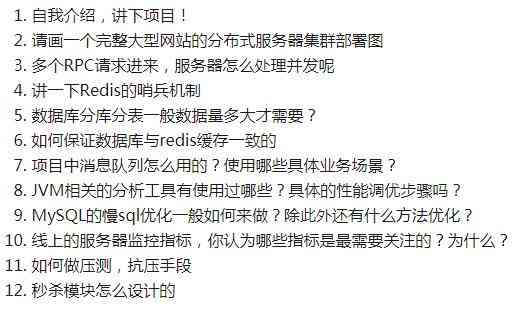 1. 自我介绍，讲下项目！
2. 请画一个完整大型网站的分布式服务器集群部署图
3. 多个RPC请求进来，服务器怎么处理并发呢
4. 讲一下Redis的哨兵机制
5. 数据库分库分表一般数据量多大才需要？
6. 如何保证数据库与redis缓存一致的
7. 项目中消息队列怎么用的？使用哪些具体业务场景？
8. JVM相关的分析工具有使用过哪些？具体的性能调优步骤吗？
9. MySQL的慢sql优化一般如何来做？除此外还有什么方法优化？
10. 线上的服务器监控指标，你认为哪些指标是最需要关注的？为什么？
11. 如何做压测，抗压手段
12. 秒杀模块怎么设计的